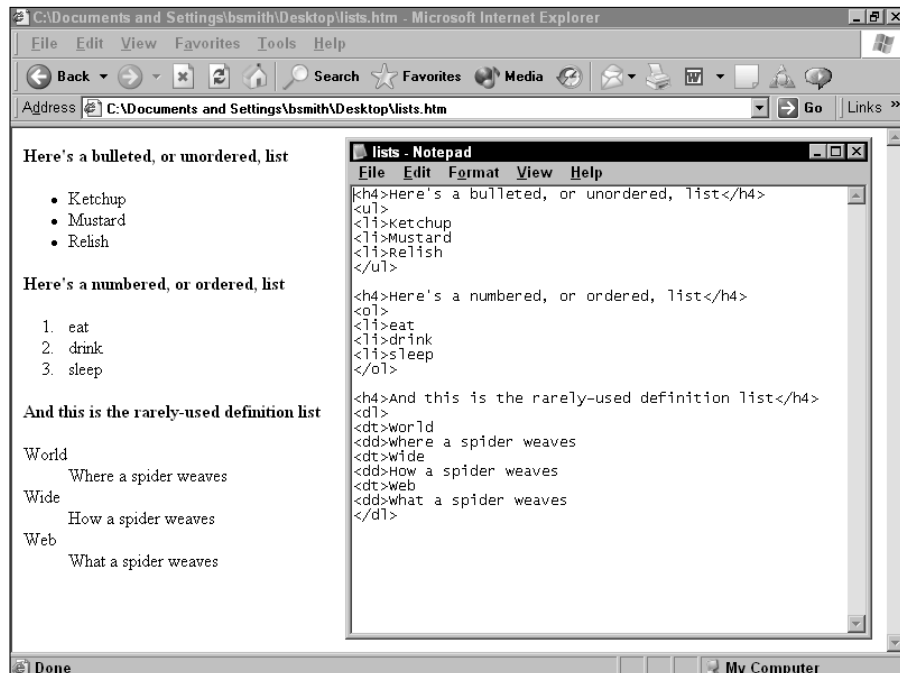 C:\Documents and Settings\bsmith\Desktop\lists.htm - Microsoft Internet Explorer
File Edit View Favorites Tools Help
Back Search Favorites Media
Address C:\Documents and Settings\bsmith\Desktop\lists.htm Go Links »
Here's a bulleted, or unordered, list
• Ketchup
• Mustard
• Relish
Here's a numbered, or ordered, list
1. eat
2. drink
3. sleep
And this is the rarely-used definition list
World
Where a spider weaves
Wide
How a spider weaves
Web
What a spider weaves
lists - Notepad
File Edit Format View Help
<h4>Here's a bulleted, or unordered, list</h4>
<ul>
<li>Ketchup
<li>Mustard
<li>Relish
</ul>
<h4>Here's a numbered, or ordered, list</h4>
<ol>
<li>eat
<li>drink
<li>sleep
</ol>
<h4>And this is the rarely-used definition list</h4>
<dl>
<dt>World
<dd>Where a spider weaves
<dt>Wide
<dd>How a spider weaves
<dt>Web
<dd>What a spider weaves
</dl>
Done My Computer